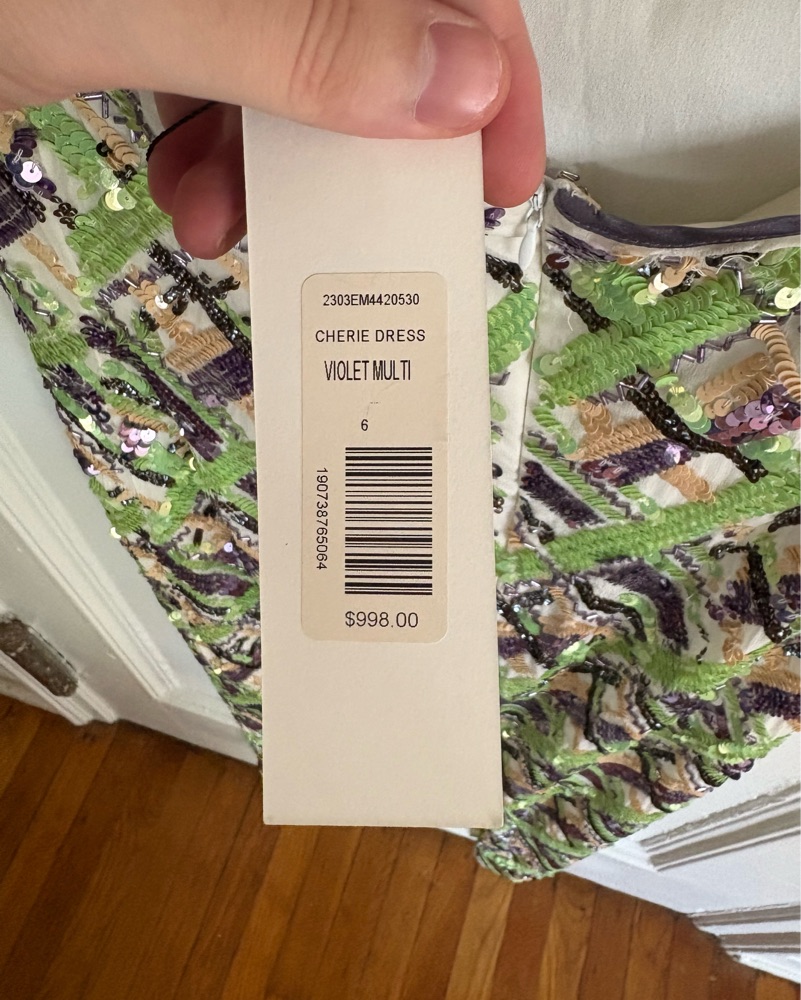 2303EM4420530
CHERIE DRESS
VIOLET MULTI
6
190738765064
$998.00